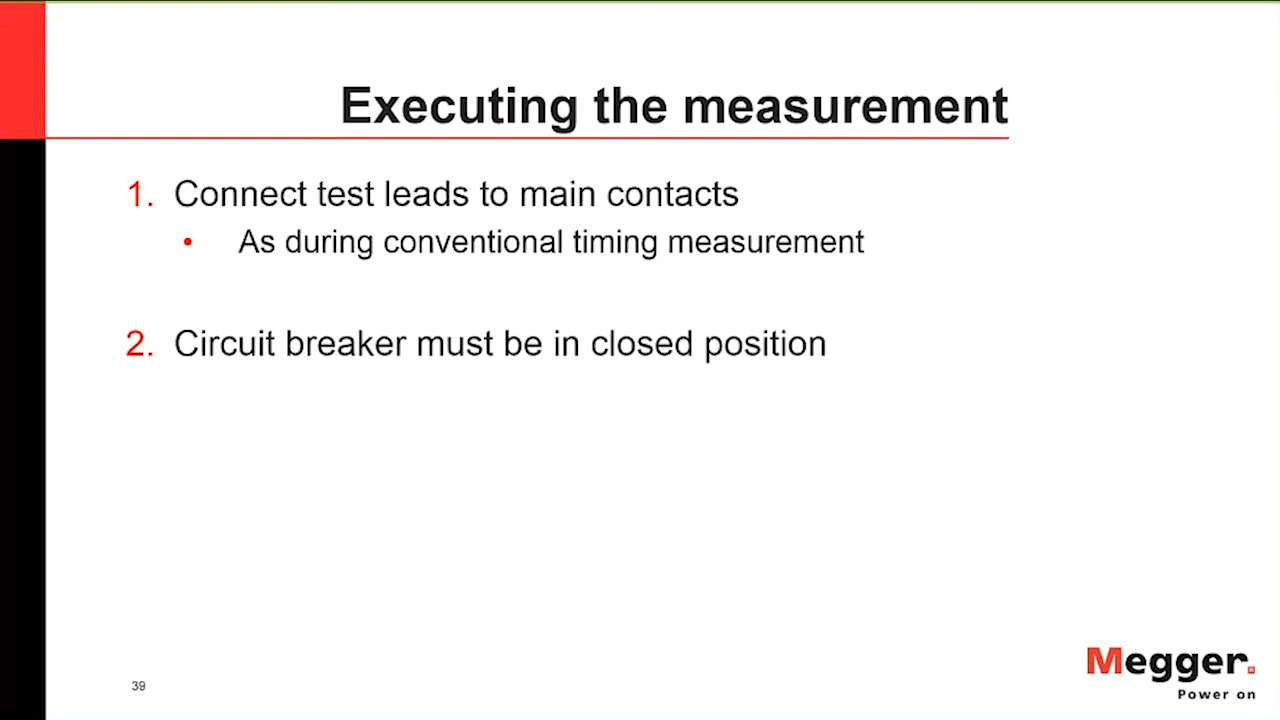 Executing the measurement
1. Connect test leads to main contacts
• As during conventional timing measurement
2. Circuit breaker must be in closed position
39
Megger.
Power on